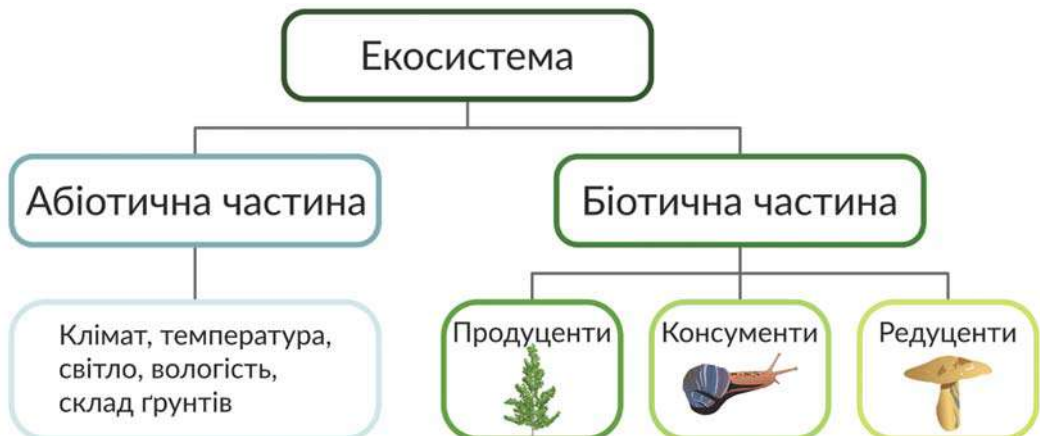 Екосистема
Абіотична частина
Біотична частина
Клімат, температура,
світло, вологість,
склад ґрунтів
Продуценти
Консументи
Редуценти